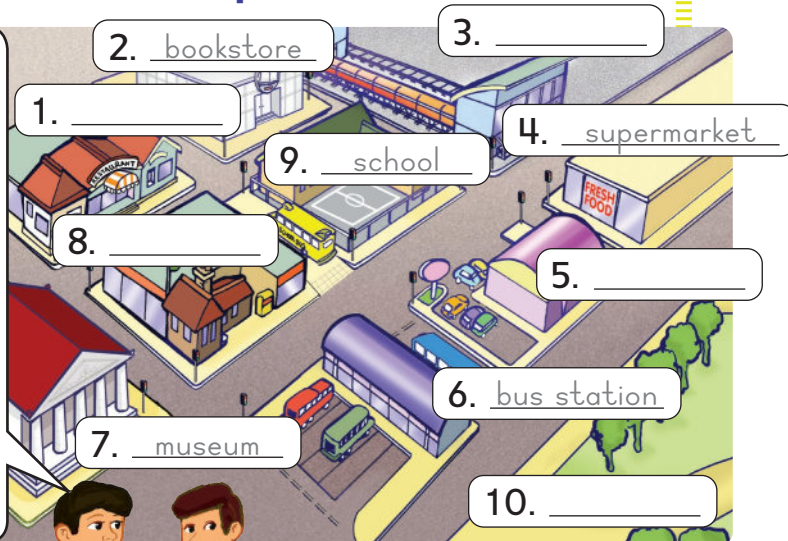 2. bookstore
3.
1.
4. supermarket
9. school
RESTAURANT
FRESH
FOOD
8.
5.
6. bus station
7. museum
10.